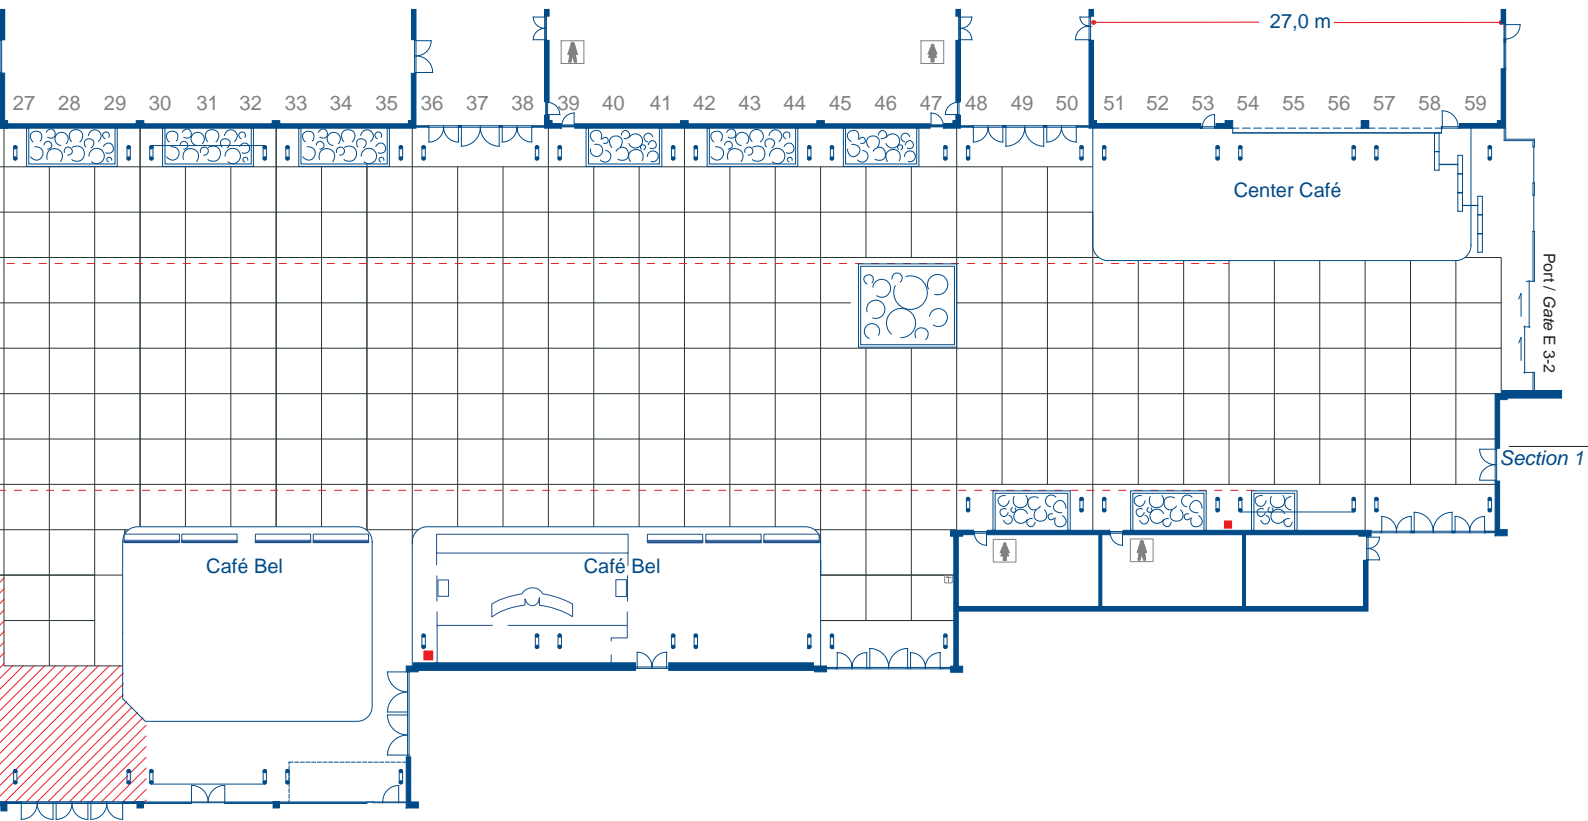 27,0 m
27 28 29 30 31 32 33 34 35 36 37 38 39 40 41 42 43 44 45 46 47 48 49 50 51 52 53 54 55 56 57 58 59
Center Café
Port / Gate E 3-2
Section 1
Café Bel
Café Bel